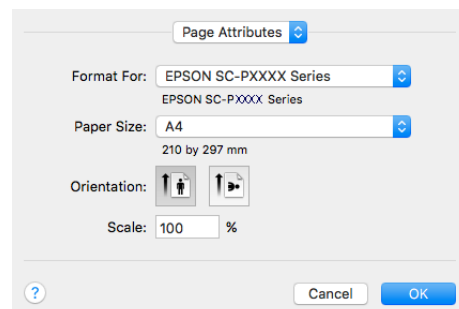 Page Attributes
Format For: EPSON SC-PXXXX Series
EPSON SC-PXXXX Series
Paper Size: A4
210 by 297 mm
Orientation:
Scale: 100 %
? Cancel OK